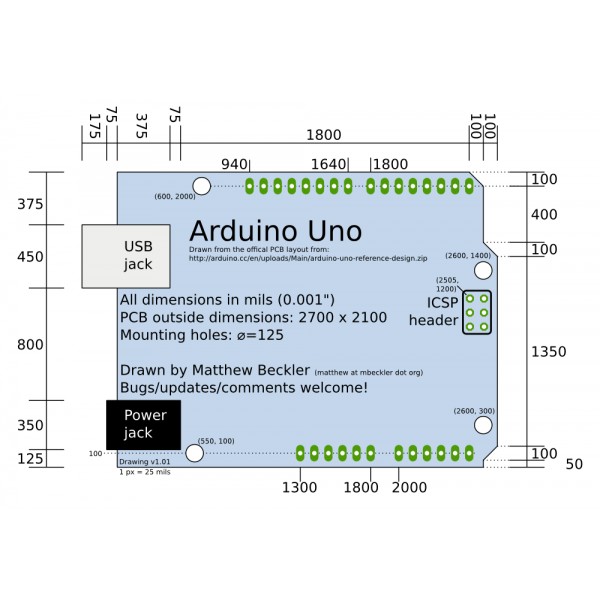 175
75
375
75
1800
100
100
940
1640
1800
100
375
(600, 2000)
400
Arduino Uno
Drawn from the offical PCB layout from:
http://arduino.cc/en/uploads/Main/arduino-uno-reference-design.zip
100
450
USB
jack
(2600, 1400)
(2505,
1200)
All dimensions in mils (0.001")
PCB outside dimensions: 2700 x 2100
Mounting holes: ⌀=125
ICSP
header
800
1350
Drawn by Matthew Beckler (matthew at mbeckler dot org)
Bugs/updates/comments welcome!
350
Power
jack
(2600, 300)
(550, 100)
125
100
100
50
Drawing v1.01
1 px = 25 mils
1300
1800
2000